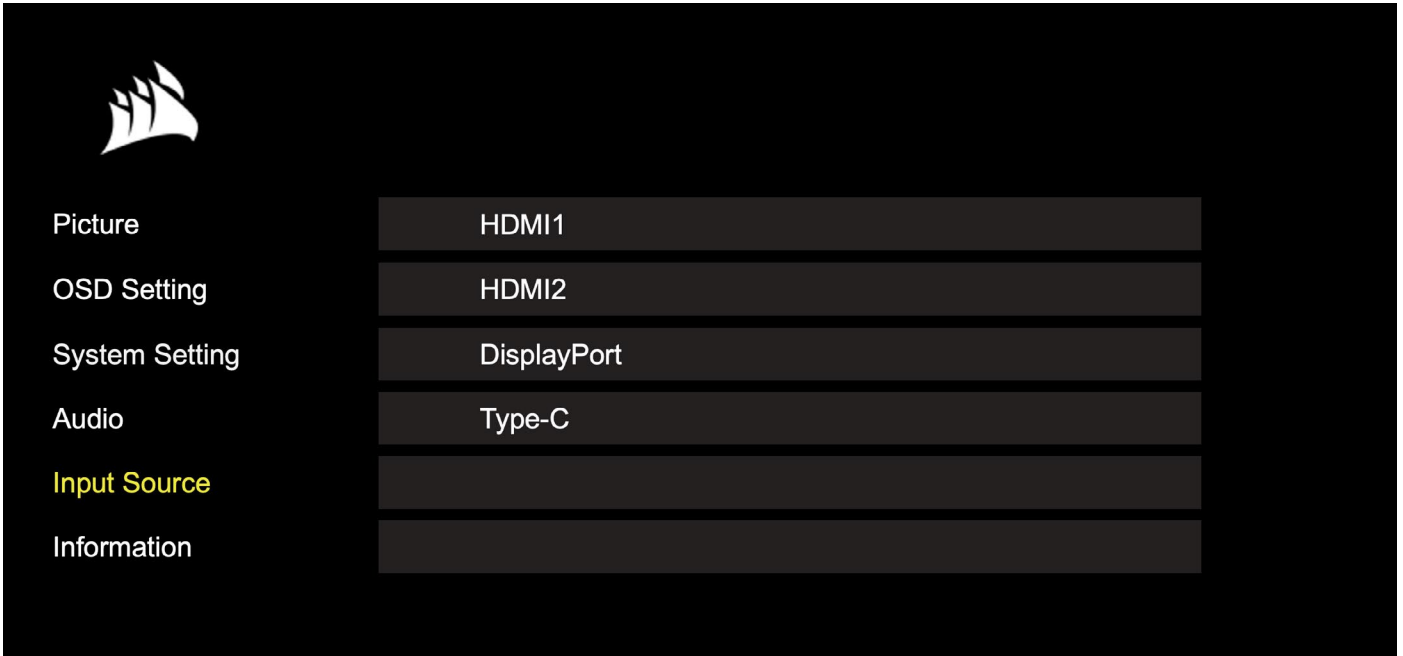 Picture HDMI1
OSD Setting HDMI2
System Setting DisplayPort
Audio Type-C
Input Source
Information